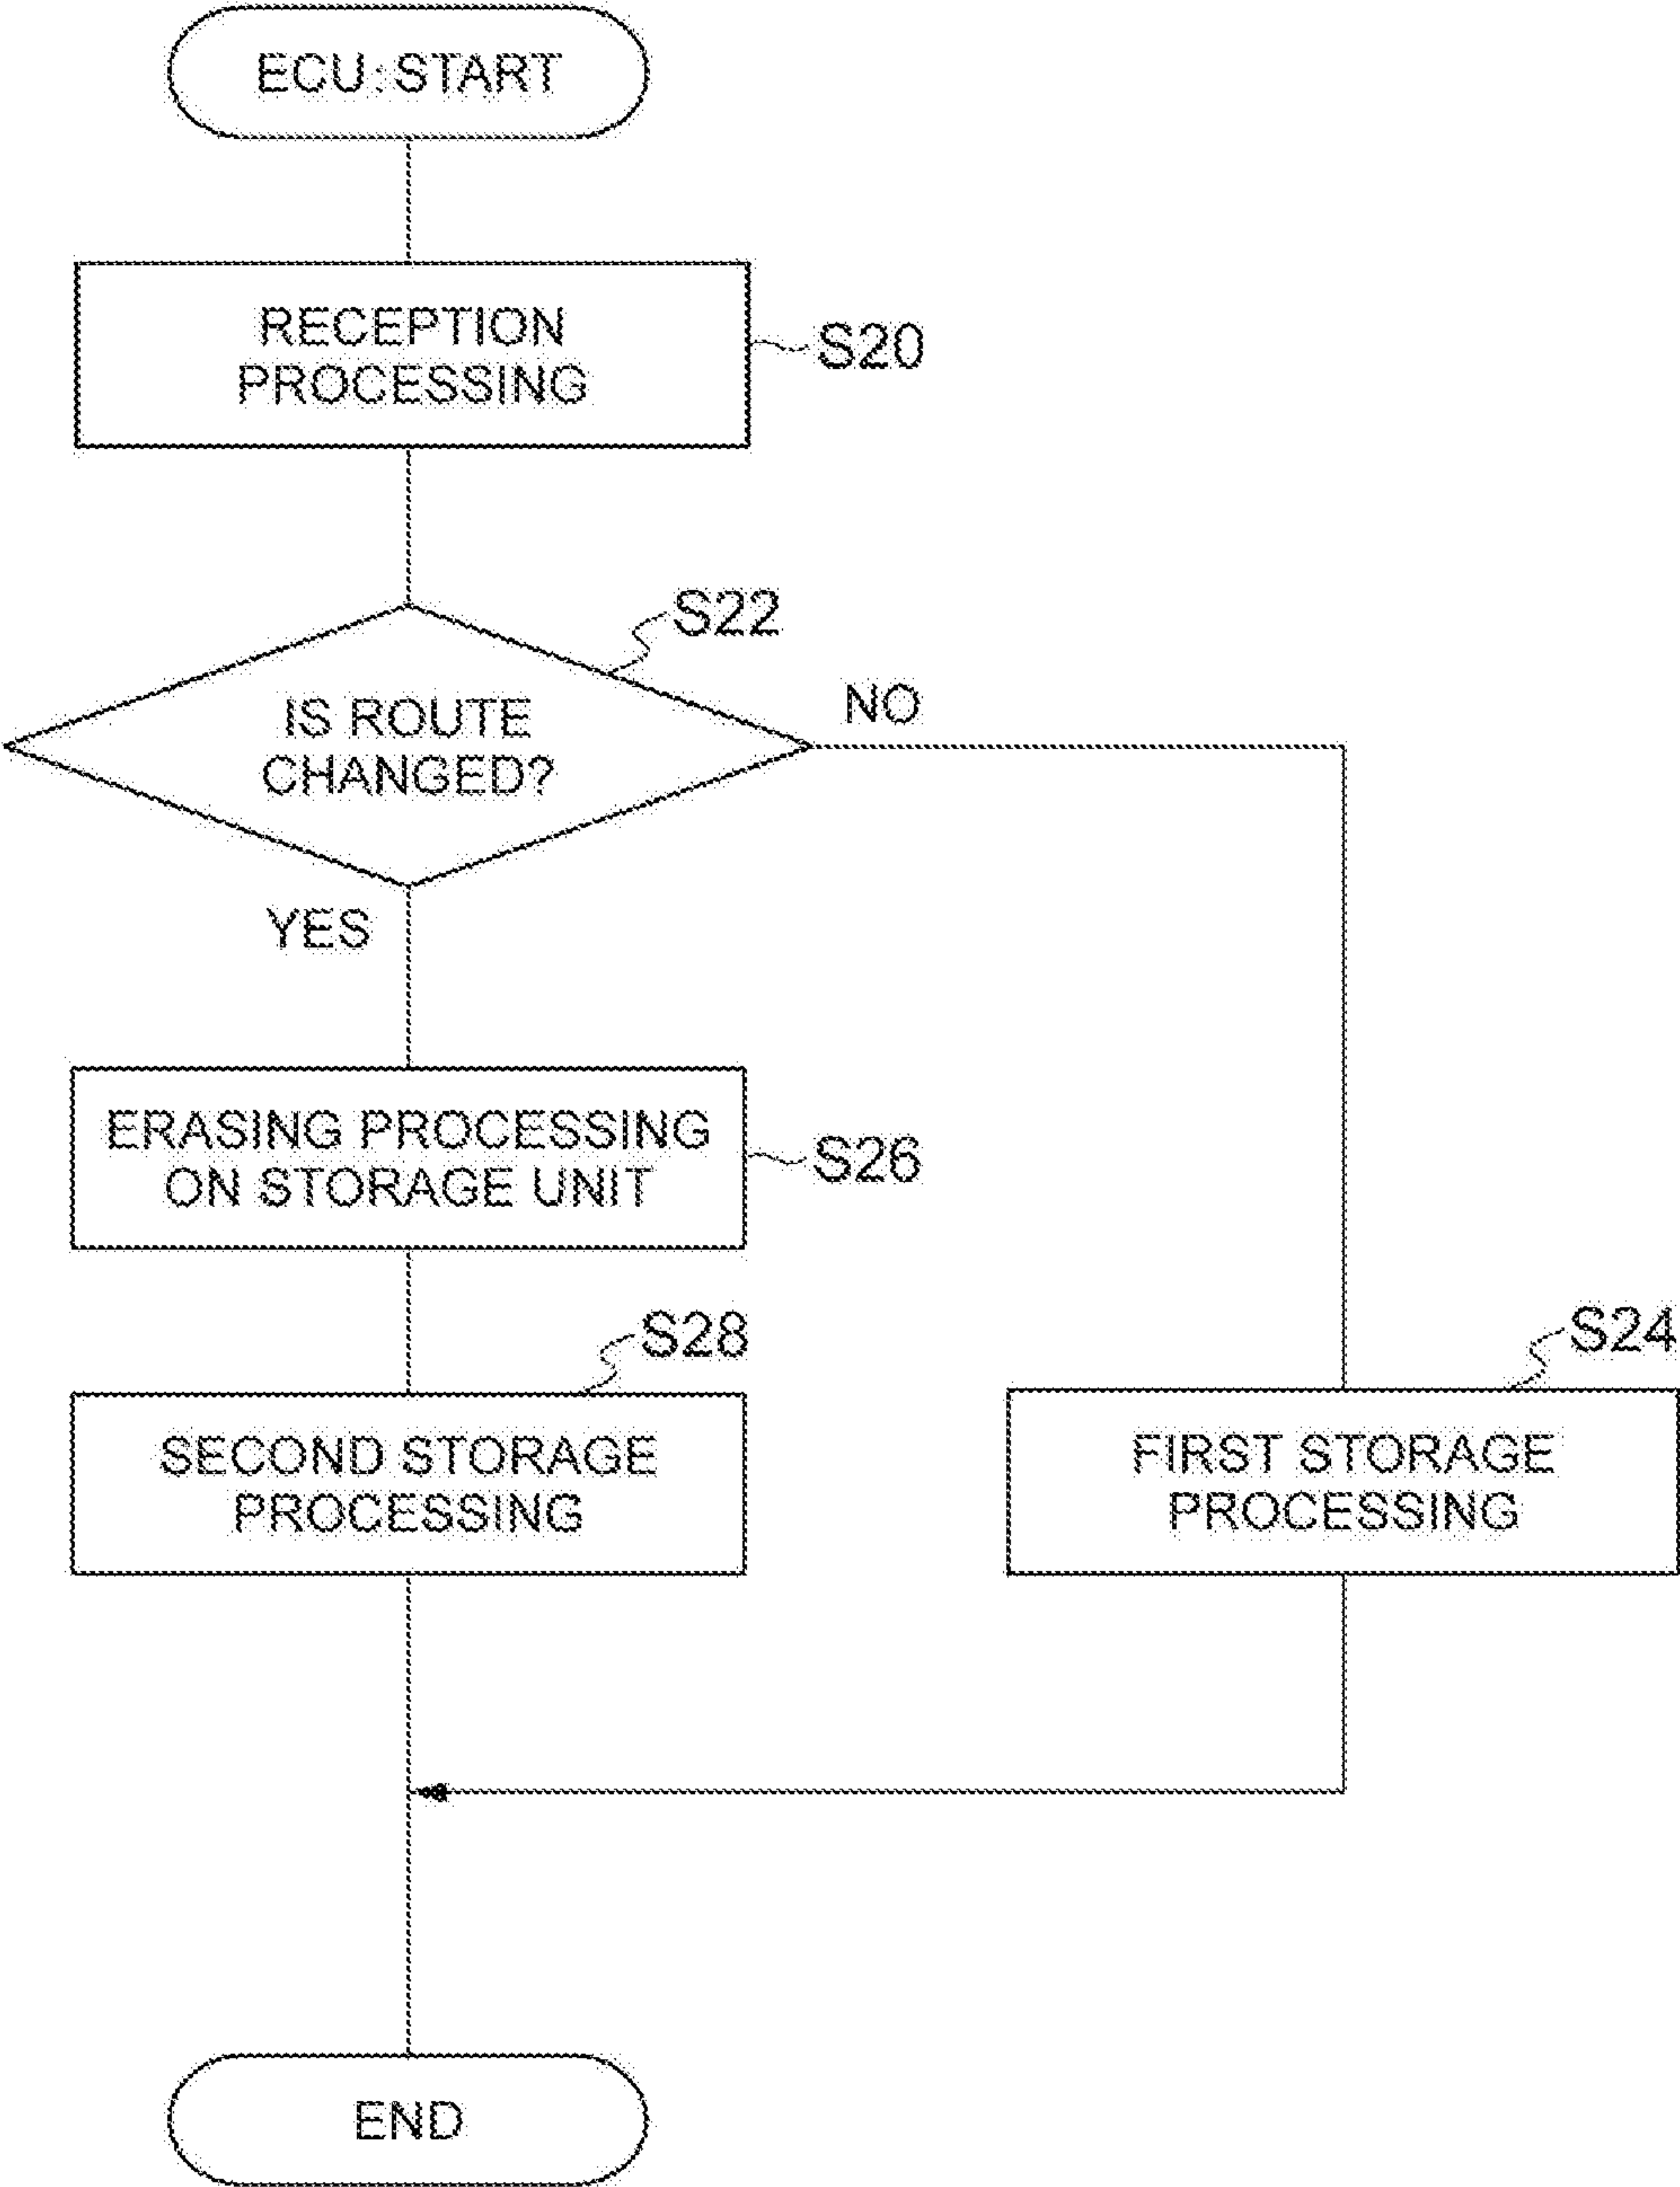 ECU:START
RECEPTION
PROCESSING
S20
S22
IS ROUTE
CHANGED?
NO
YES
ERASING PROCESSING
ON STORAGE UNIT
S26
S28
SECOND STORAGE
PROCESSING
S24
FIRST STORAGE
PROCESSING
END